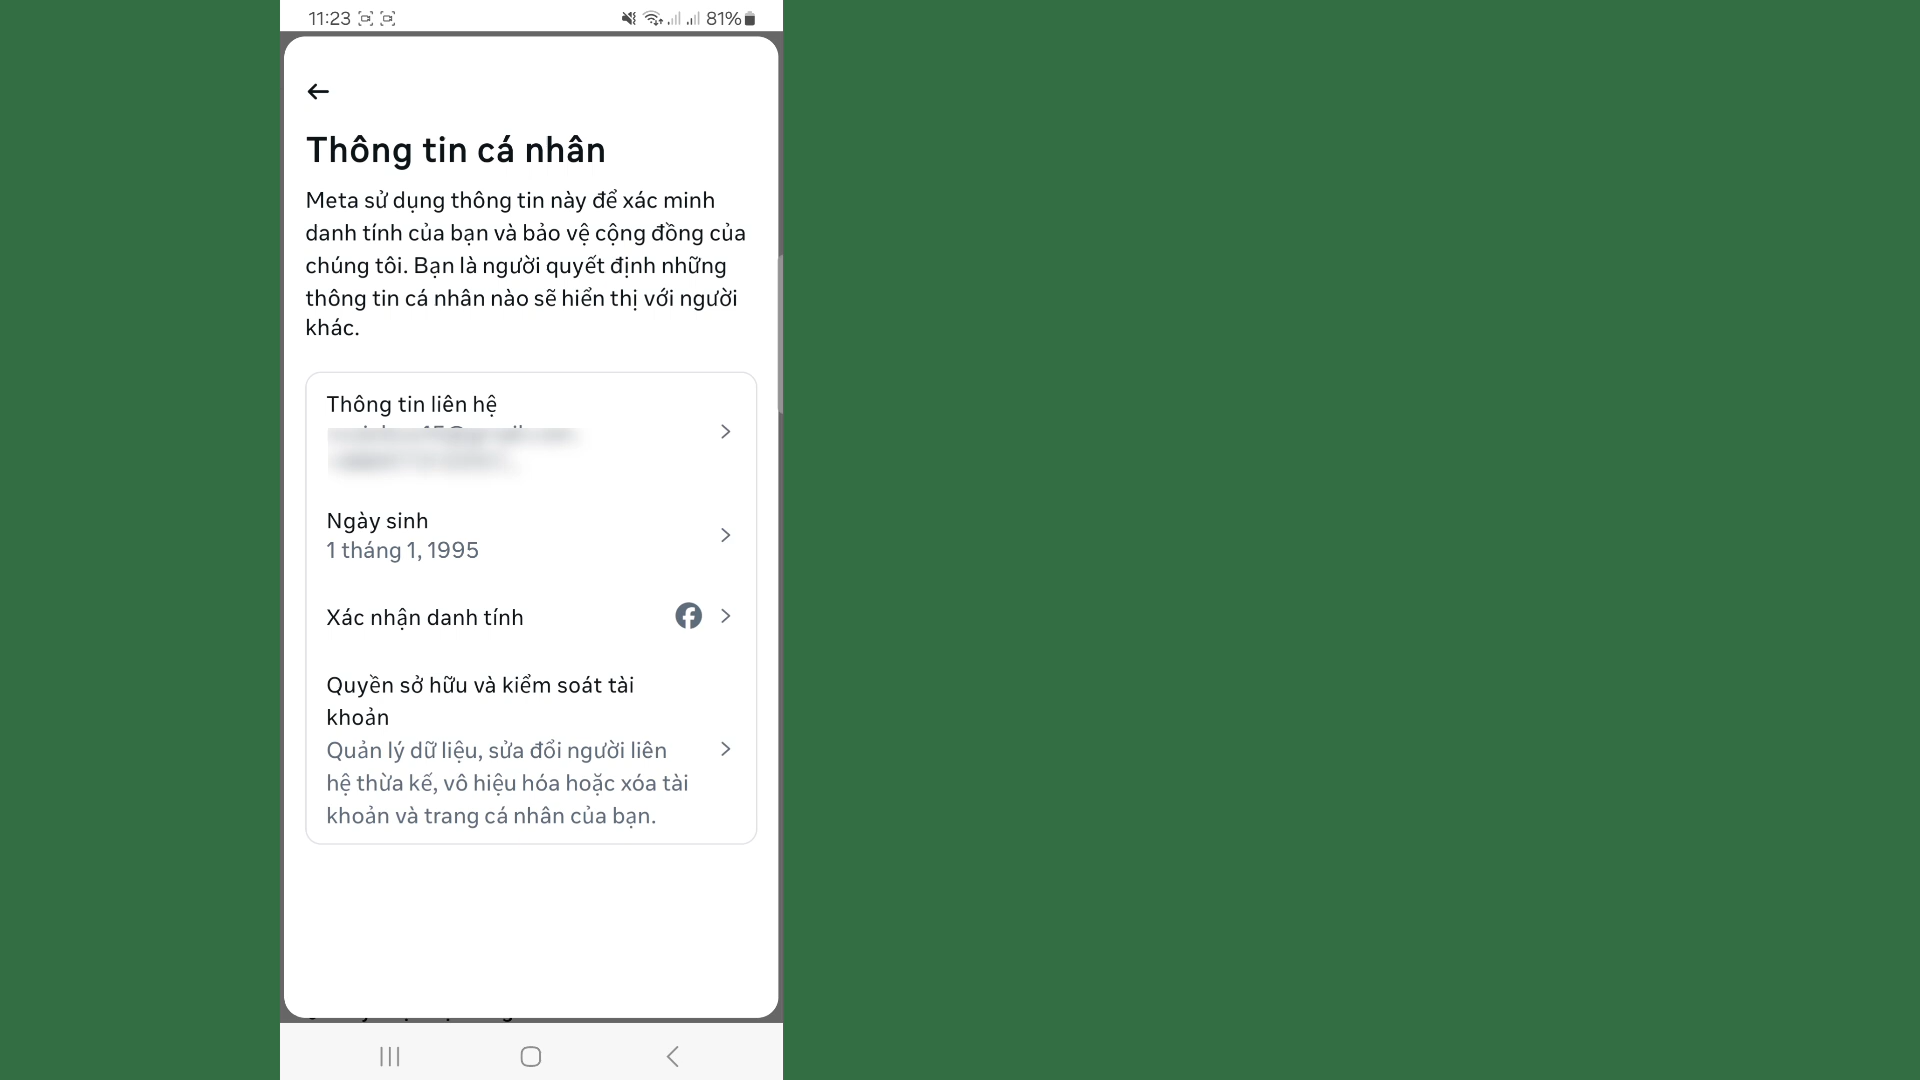 11:23
81%
Thông tin cá nhân
Meta sử dụng thông tin này để xác minh
danh tính của bạn và bảo vệ cộng đồng của
chúng tôi. Bạn là người quyết định những
thông tin cá nhân nào sẽ hiển thị với người
khác.
Thông tin liên hệ
Ngày sinh
1 tháng 1, 1995
Xác nhận danh tính
Quyền sở hữu và kiểm soát tài
khoản
Quản lý dữ liệu, sửa đổi người liên
hệ thừa kế, vô hiệu hóa hoặc xóa tài
khoản và trang cá nhân của bạn.